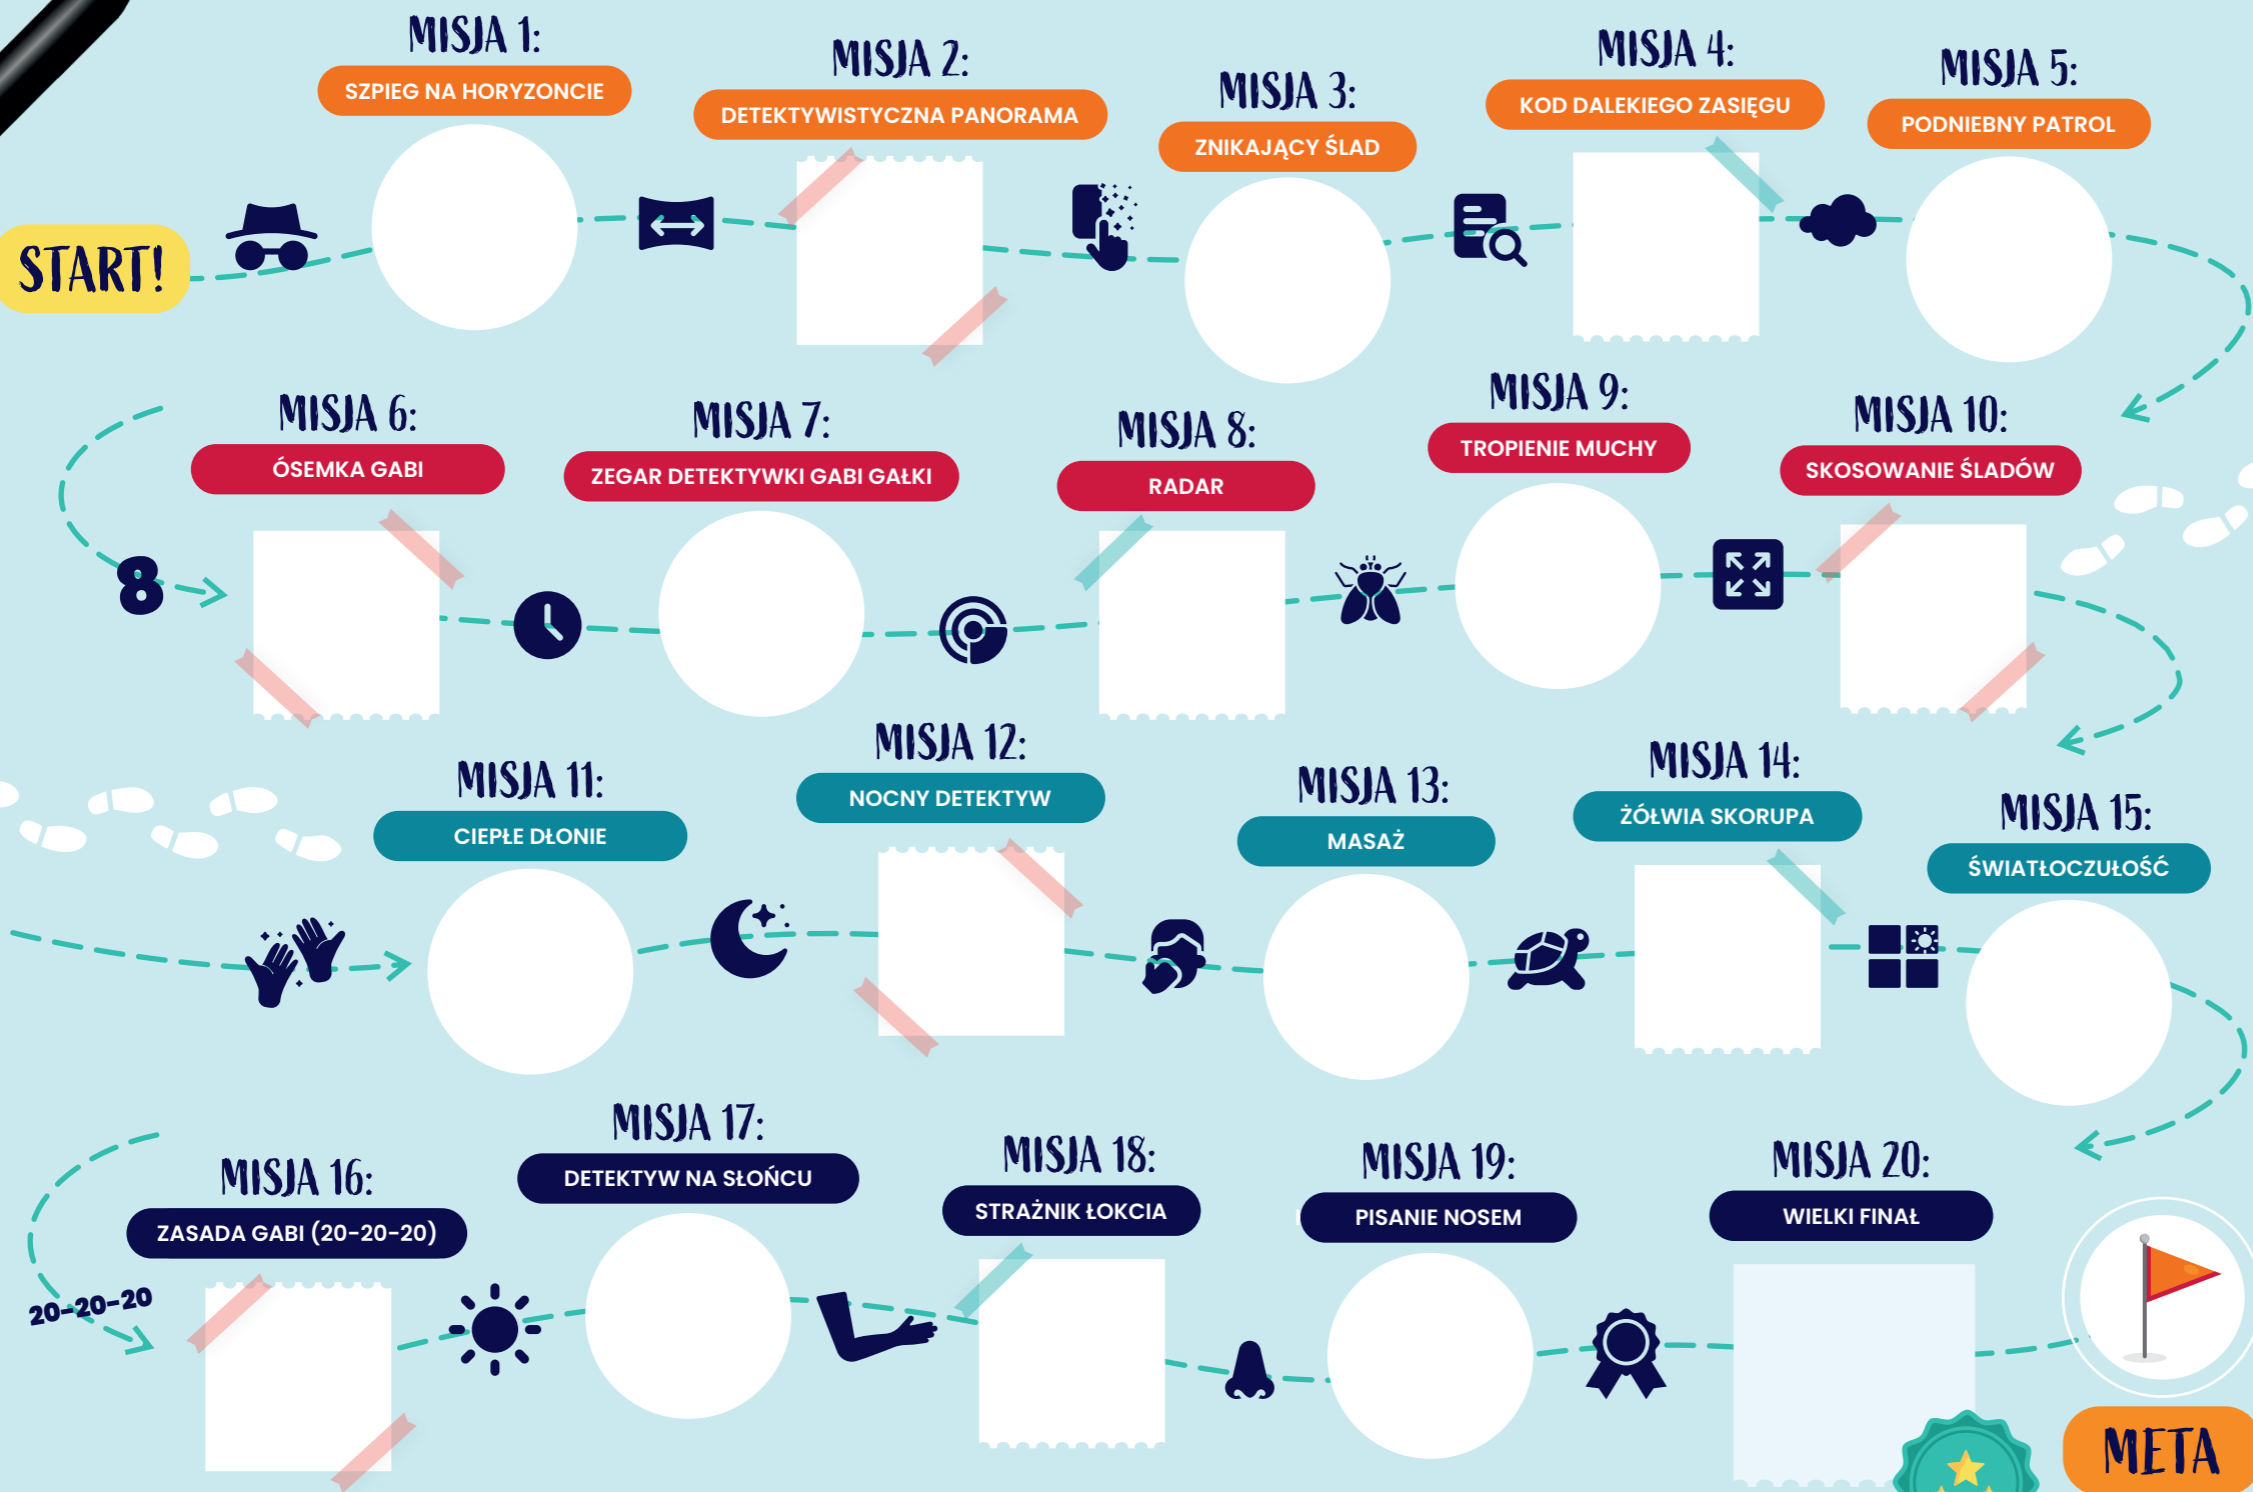 MISJA 1:
SZPIEG NA HORYZONCIE
MISJA 2:
DETEKTYWISTYCZNA PANORAMA
MISJA 3:
ZNIKAJĄCY ŚLAD
MISJA 4:
KOD DALEKIEGO ZASIĘGU
MISJA 5:
PODNIEBNY PATROL
START!
MISJA 6:
ÓSEMKA GABI
MISJA 7:
ZEGAR DETEKTYWKI GABI GAŁKI
MISJA 8:
RADAR
MISJA 9:
TROPIENIE MUCHY
MISJA 10:
SKOSOWANIE ŚLADÓW
8
MISJA 11:
CIEPŁE DŁONIE
MISJA 12:
NOCNY DETEKTYW
MISJA 13:
MASAŻ
MISJA 14:
ŻÓŁWIA SKORUPA
MISJA 15:
ŚWIATŁOCZUŁOŚĆ
MISJA 16:
ZASADA GABI (20-20-20)
20-20-20
MISJA 17:
DETEKTYW NA SŁOŃCU
MISJA 18:
STRAŻNIK ŁOKCIA
MISJA 19:
PISANIE NOSEM
MISJA 20:
WIELKI FINAŁ
META